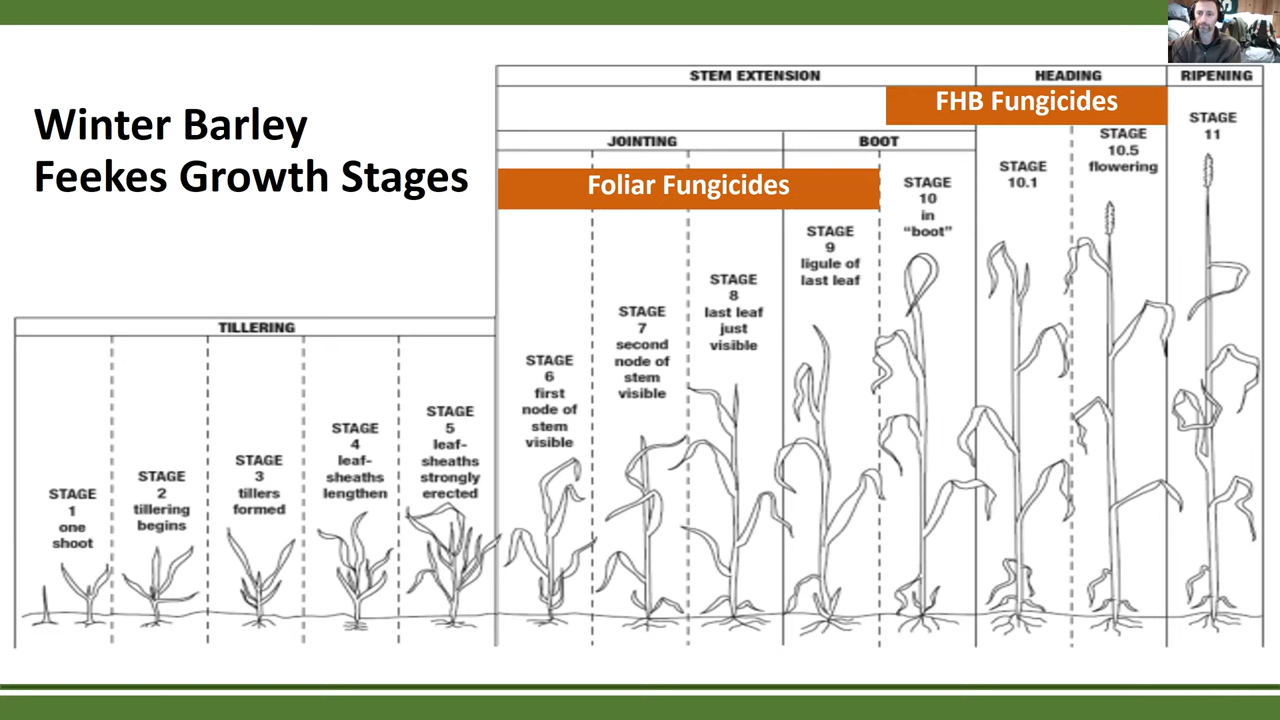 Winter Barley
Feekes Growth Stages
TILLERING
STAGE
1
one
shoot
STAGE
2
tillering
begins
STAGE
3
tillers
formed
STAGE
4
leaf-
sheaths
lengthen
STAGE
5
leaf-
sheaths
strongly
erected
STEM EXTENSION
JOINTING
Foliar Fungicides
STAGE
6
first
node of
stem
visible
STAGE
7
second
node of
stem
visible
STAGE
8
last leaf
just
visible
BOOT
STAGE
9
ligule of
last leaf
STAGE
10
in
“boot”
HEADING
FHB Fungicides
STAGE
10.1
STAGE
10.5
flowering
RIPENING
STAGE
11